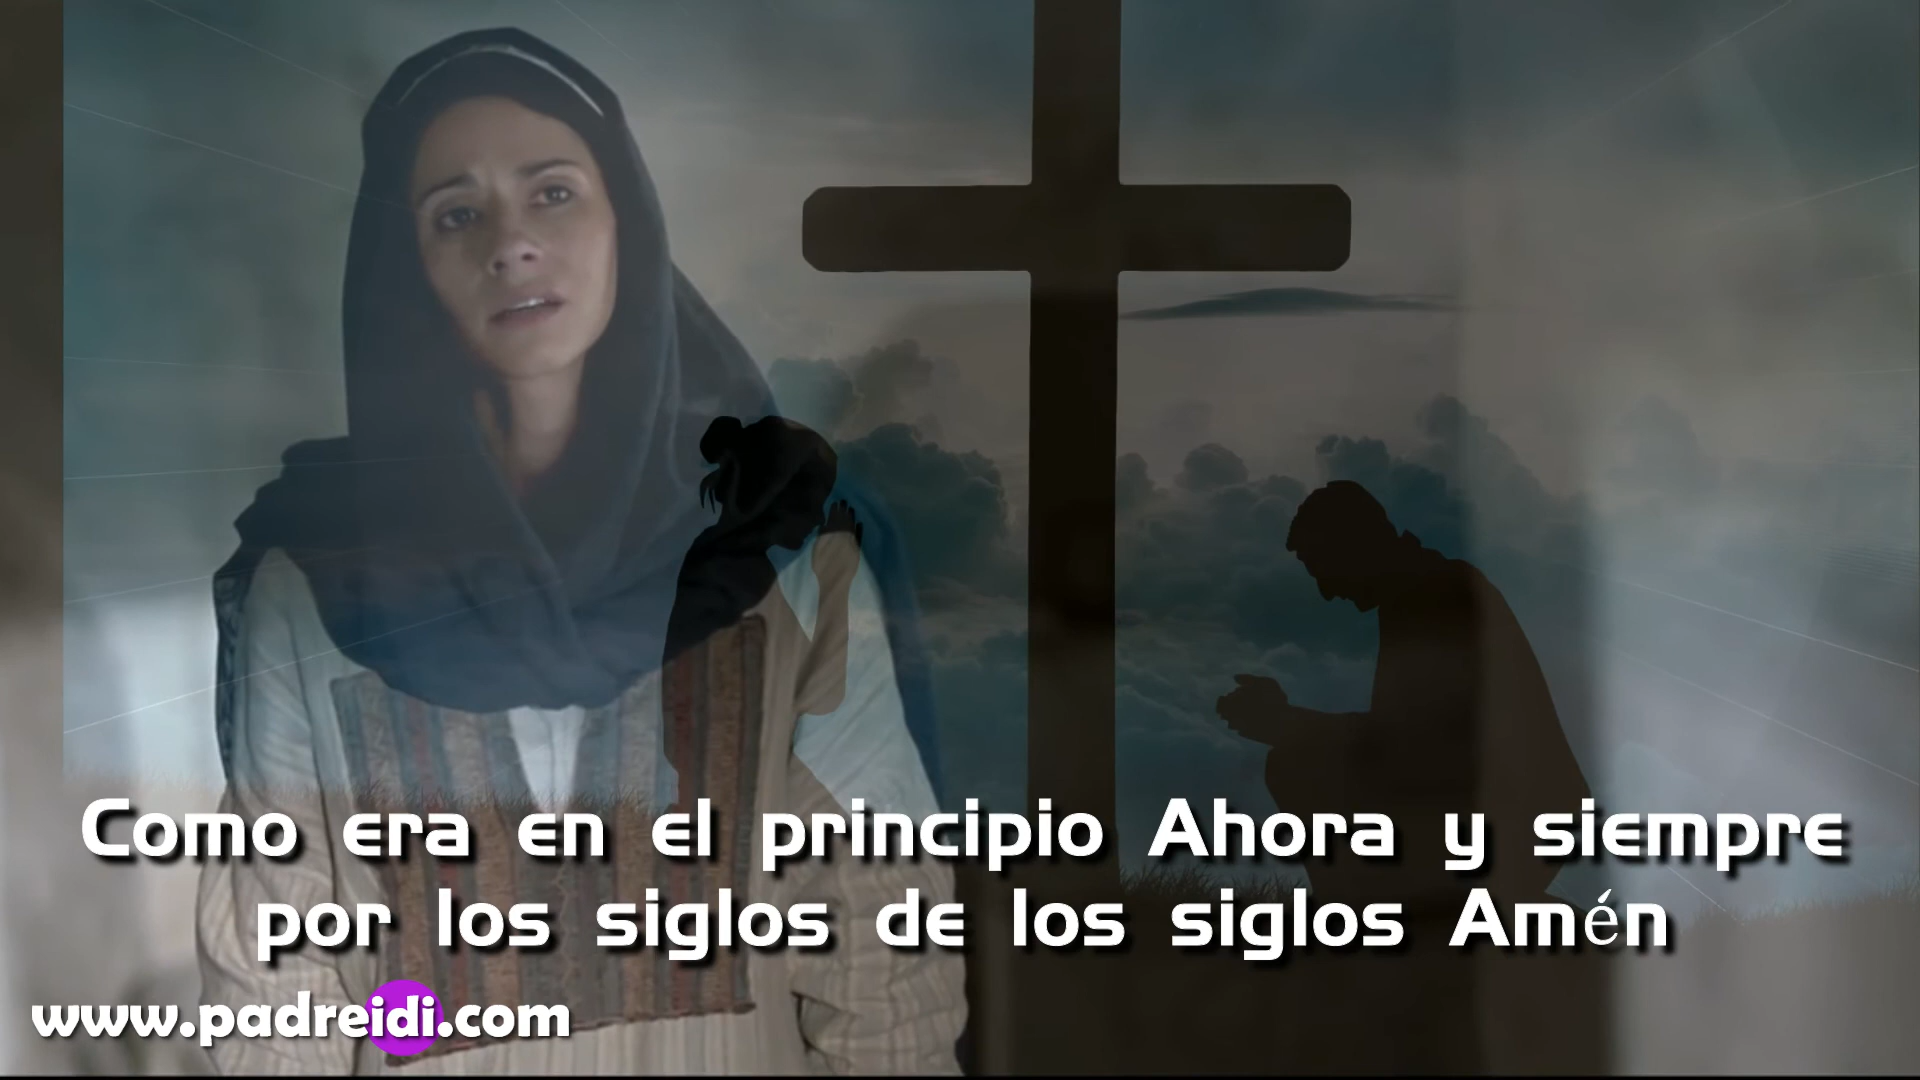 Como era en el principio Ahora y siempre
por los siglos de los siglos Amén
www.padreidi.com